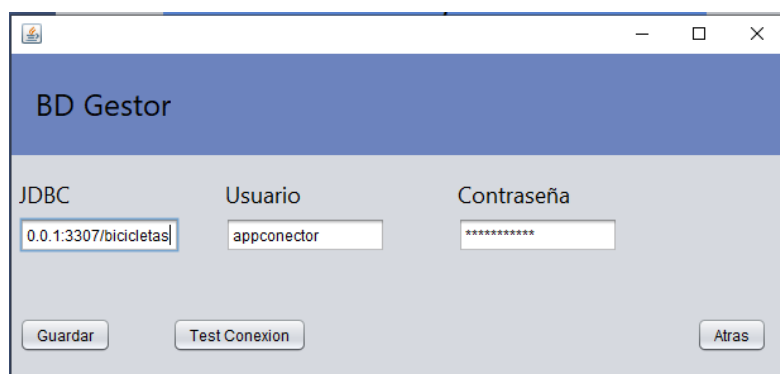 BD Gestor
JDBC Usuario Contraseña
0.0.1:3307/bicicletas appconector ***********
Guardar Test Conexion Atras